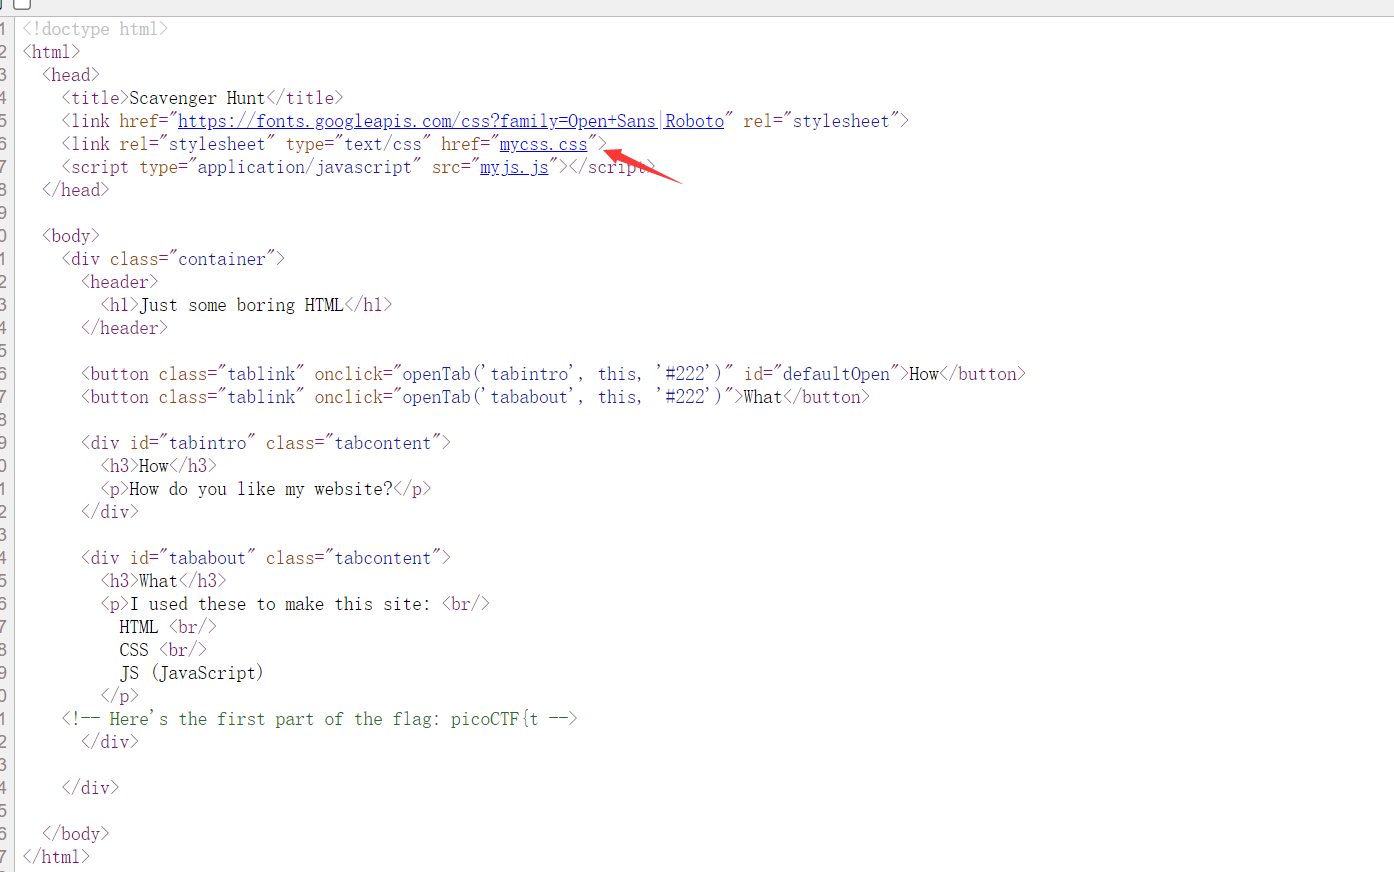 1 <!doctype html>
2 <html>
3 <head>
4 <title>Scavenger Hunt</title>
5 <link href="https://fonts.googleapis.com/css?family=Open+Sans|Roboto" rel="stylesheet">
6 <link rel="stylesheet" type="text/css" href="mycss.css">
7 <script type="application/javascript" src="myjs.js"></script>
8 </head>
9
0 <body>
1 <div class="container">
2 <header>
3 <h1>Just some boring HTML</h1>
4 </header>
5
6 <button class="tablink" onclick="openTab('tabintro', this, '#222')" id="defaultOpen">How</button>
7 <button class="tablink" onclick="openTab('tababout', this, '#222')">What</button>
8
9 <div id="tabintro" class="tabcontent">
0 <h3>How</h3>
1 <p>How do you like my website?</p>
2 </div>
3
4 <div id="tababout" class="tabcontent">
5 <h3>What</h3>
6 <p>I used these to make this site: <br/>
7 HTML <br/>
8 CSS <br/>
9 JS (JavaScript)
0 </p>
1 <!-- Here's the first part of the flag: picoCTF{t -->
2 </div>
3
4 </div>
5
6 </body>
7 </html>